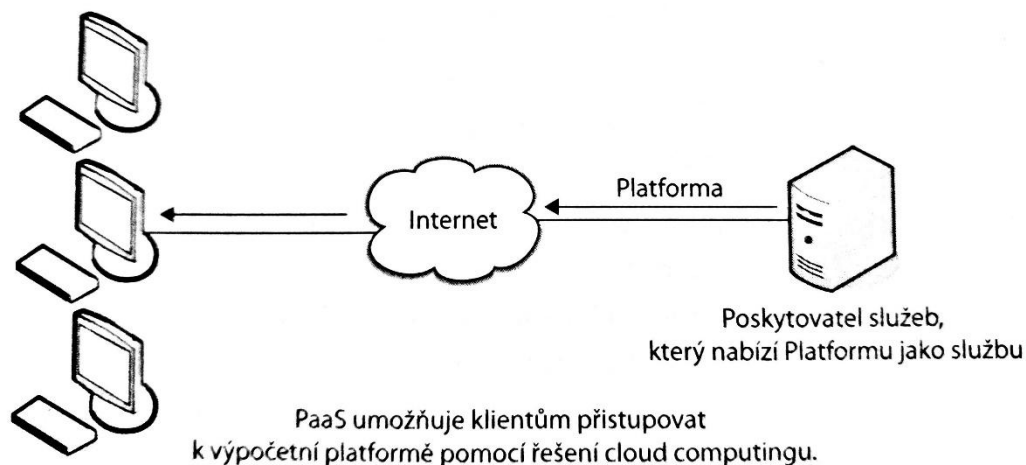 Platforma
Internet
Poskytovatel služeb,
který nabízí Platformu jako službu
PaaS umožňuje klientům přistupovat
k výpočetní platformě pomocí řešení cloud computingu.